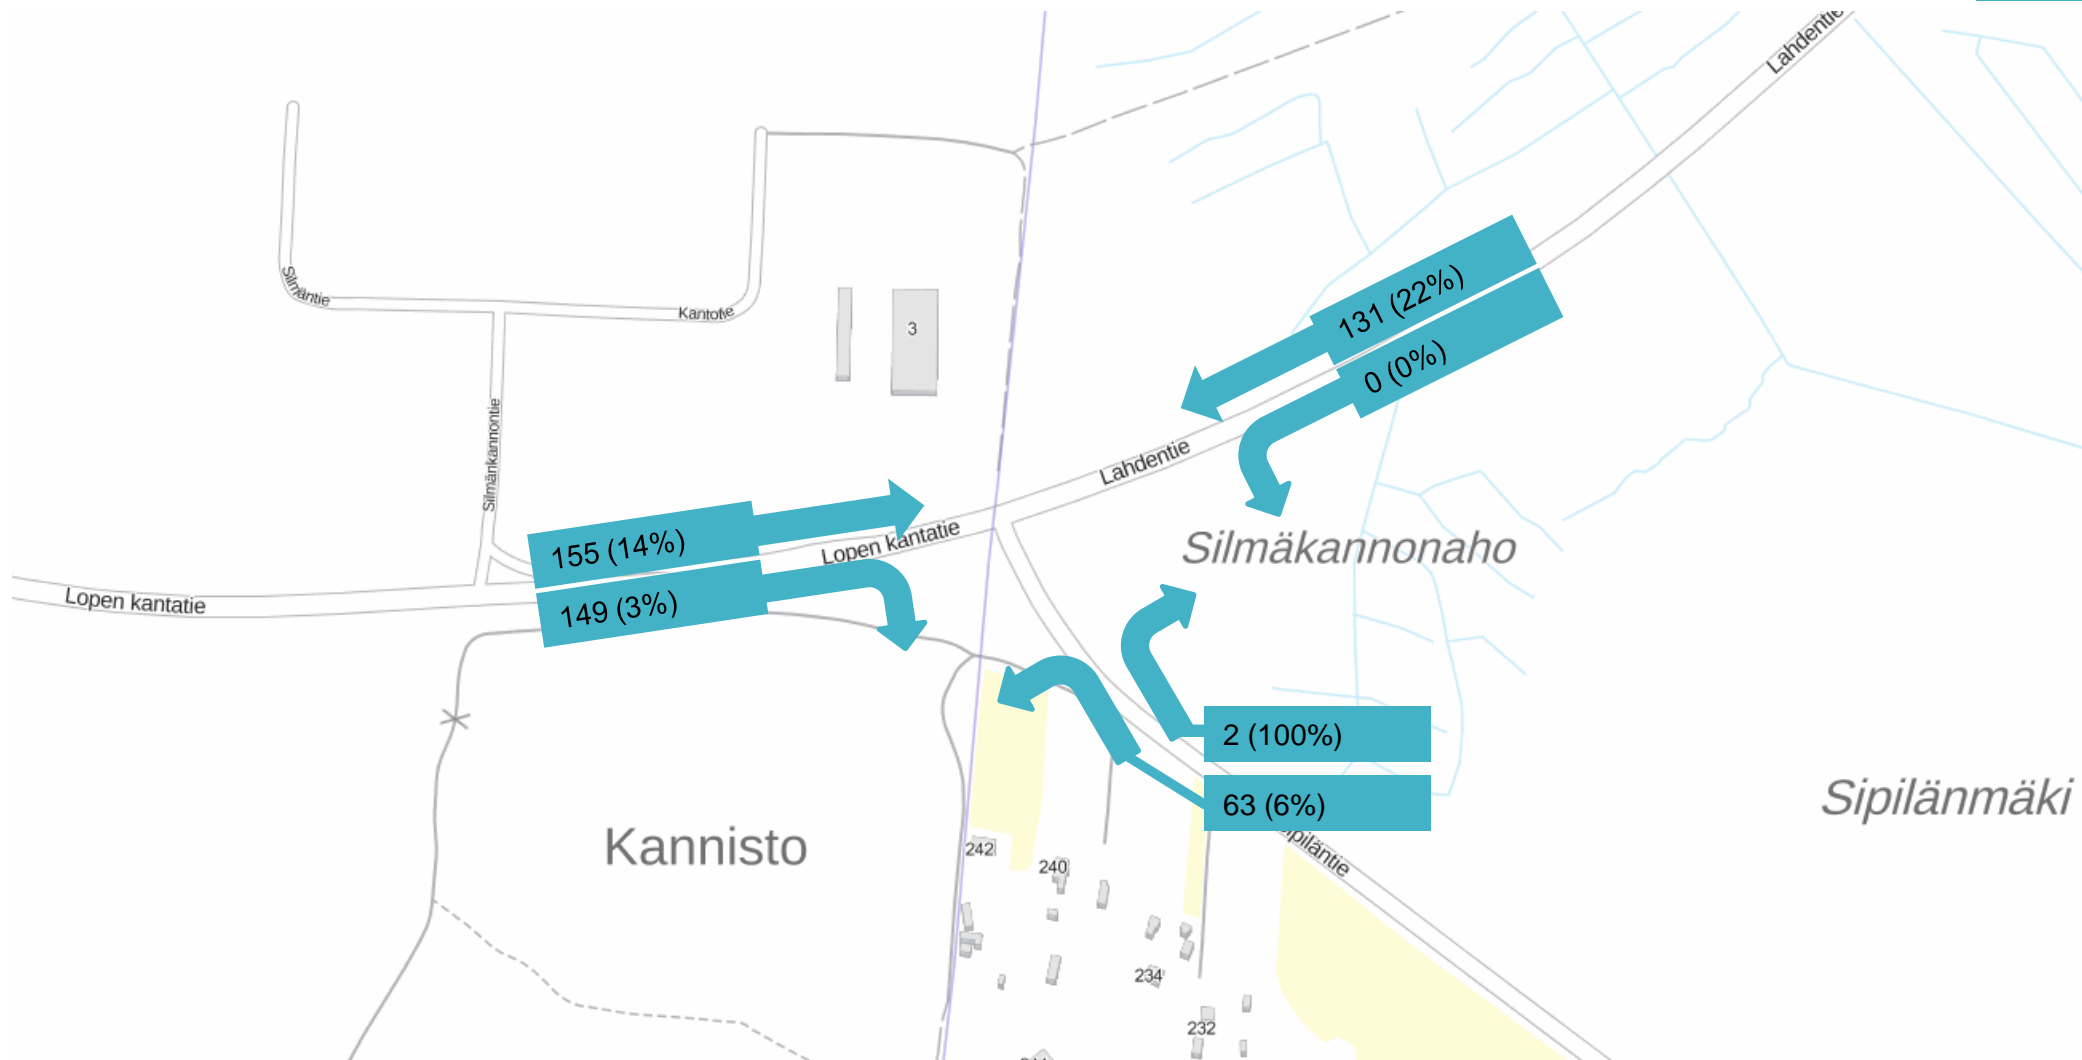 Lahdentie
Silmäntie
Kantotie
3
131 (22%)
0 (0%)
Silmänkannontie
Lahdentie
155 (14%)
Lopen kantatie
Silmäkannonaho
Lopen kantatie
149 (3%)
2 (100%)
63 (6%)
Sipilänmäki
Kannisto
242
240
Sipiläntie
234
232